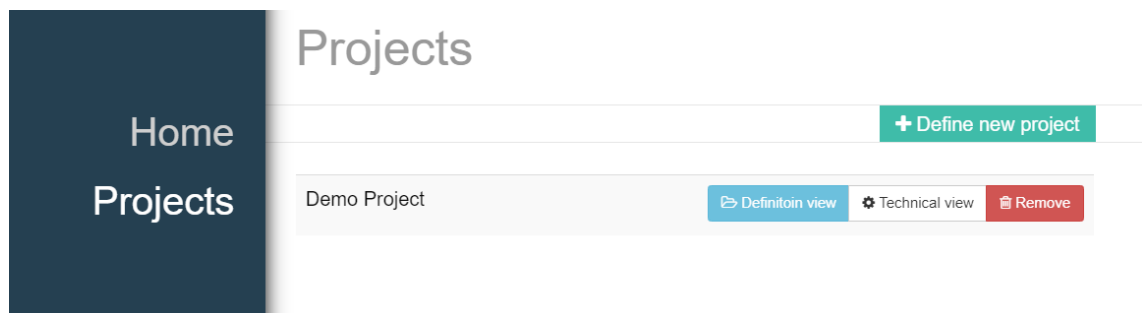 Home
Projects
Projects
Define new project
Demo Project
Definitoin view
Technical view
Remove